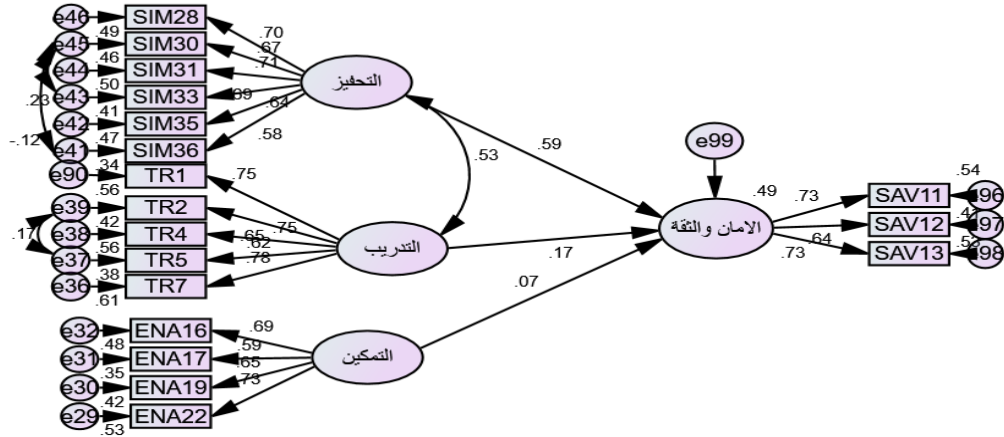 e46 SIM28
.49 .70
e45 SIM30
.46 .67
e44 SIM31
.50 .71
e43 SIM33
.23 .41 .69
e42 SIM35
.47 .64
-.12 e41 SIM36
.34 .58
التحفيز
.53
.59
e90 TR1
.56 .75
e39 TR2
.42 .75
e38 TR4
.17 .56 .65
e37 TR5
.38 .62
e36 TR7
.61 .78
التدريب
.17
e32 ENA16
.48 .69
e31 ENA17
.35 .59
e30 ENA19
.42 .65
e29 ENA22
.53 .73
التمكين
.07
e99
.49
الامان والثقة
.73 SAV11 .54
.64 SAV12
.73 SAV13 .53